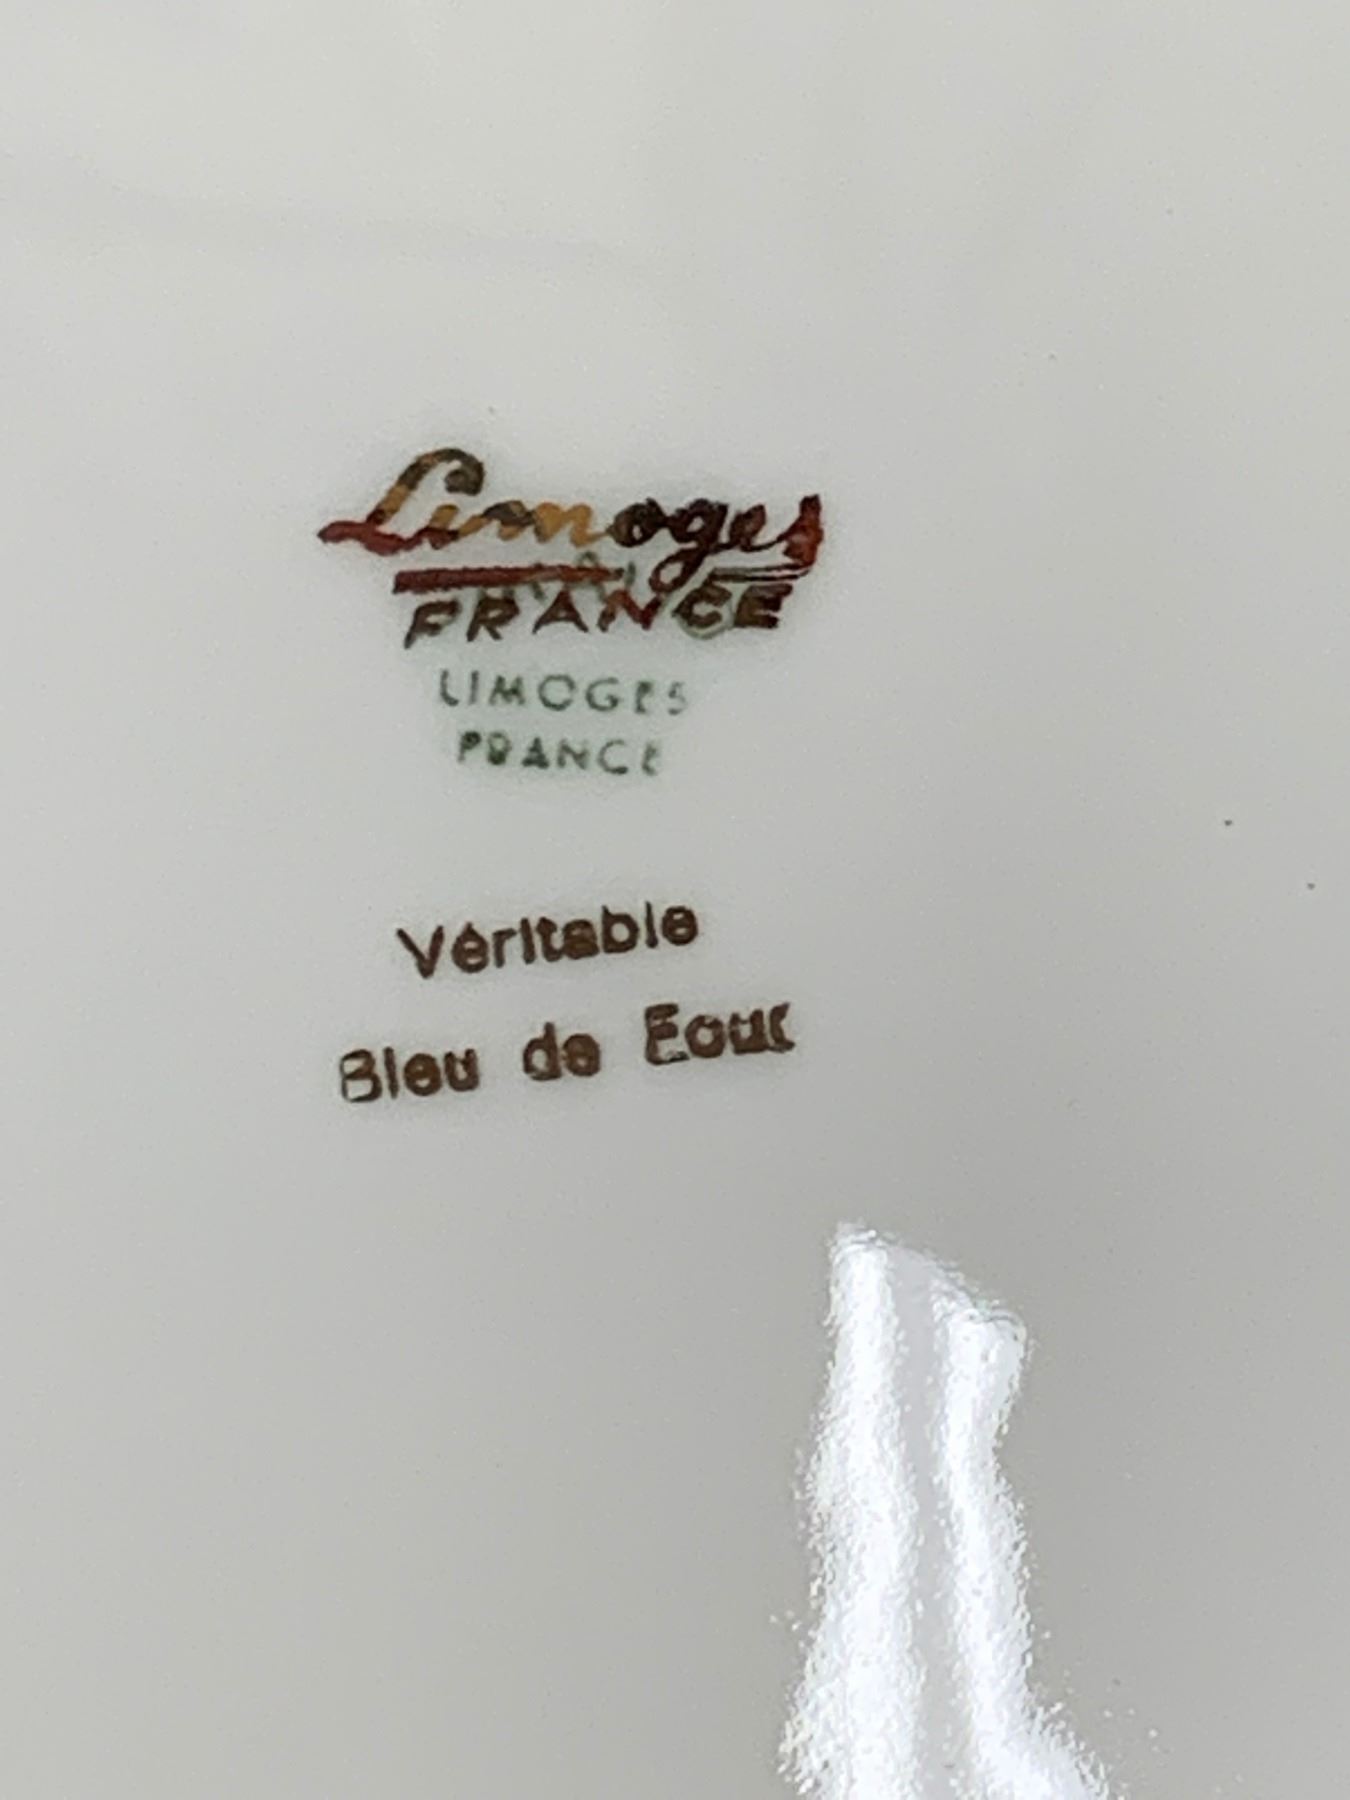 Limoges
FRANCE
LIMOGES
FRANCE
Véritable
Bleu de Four